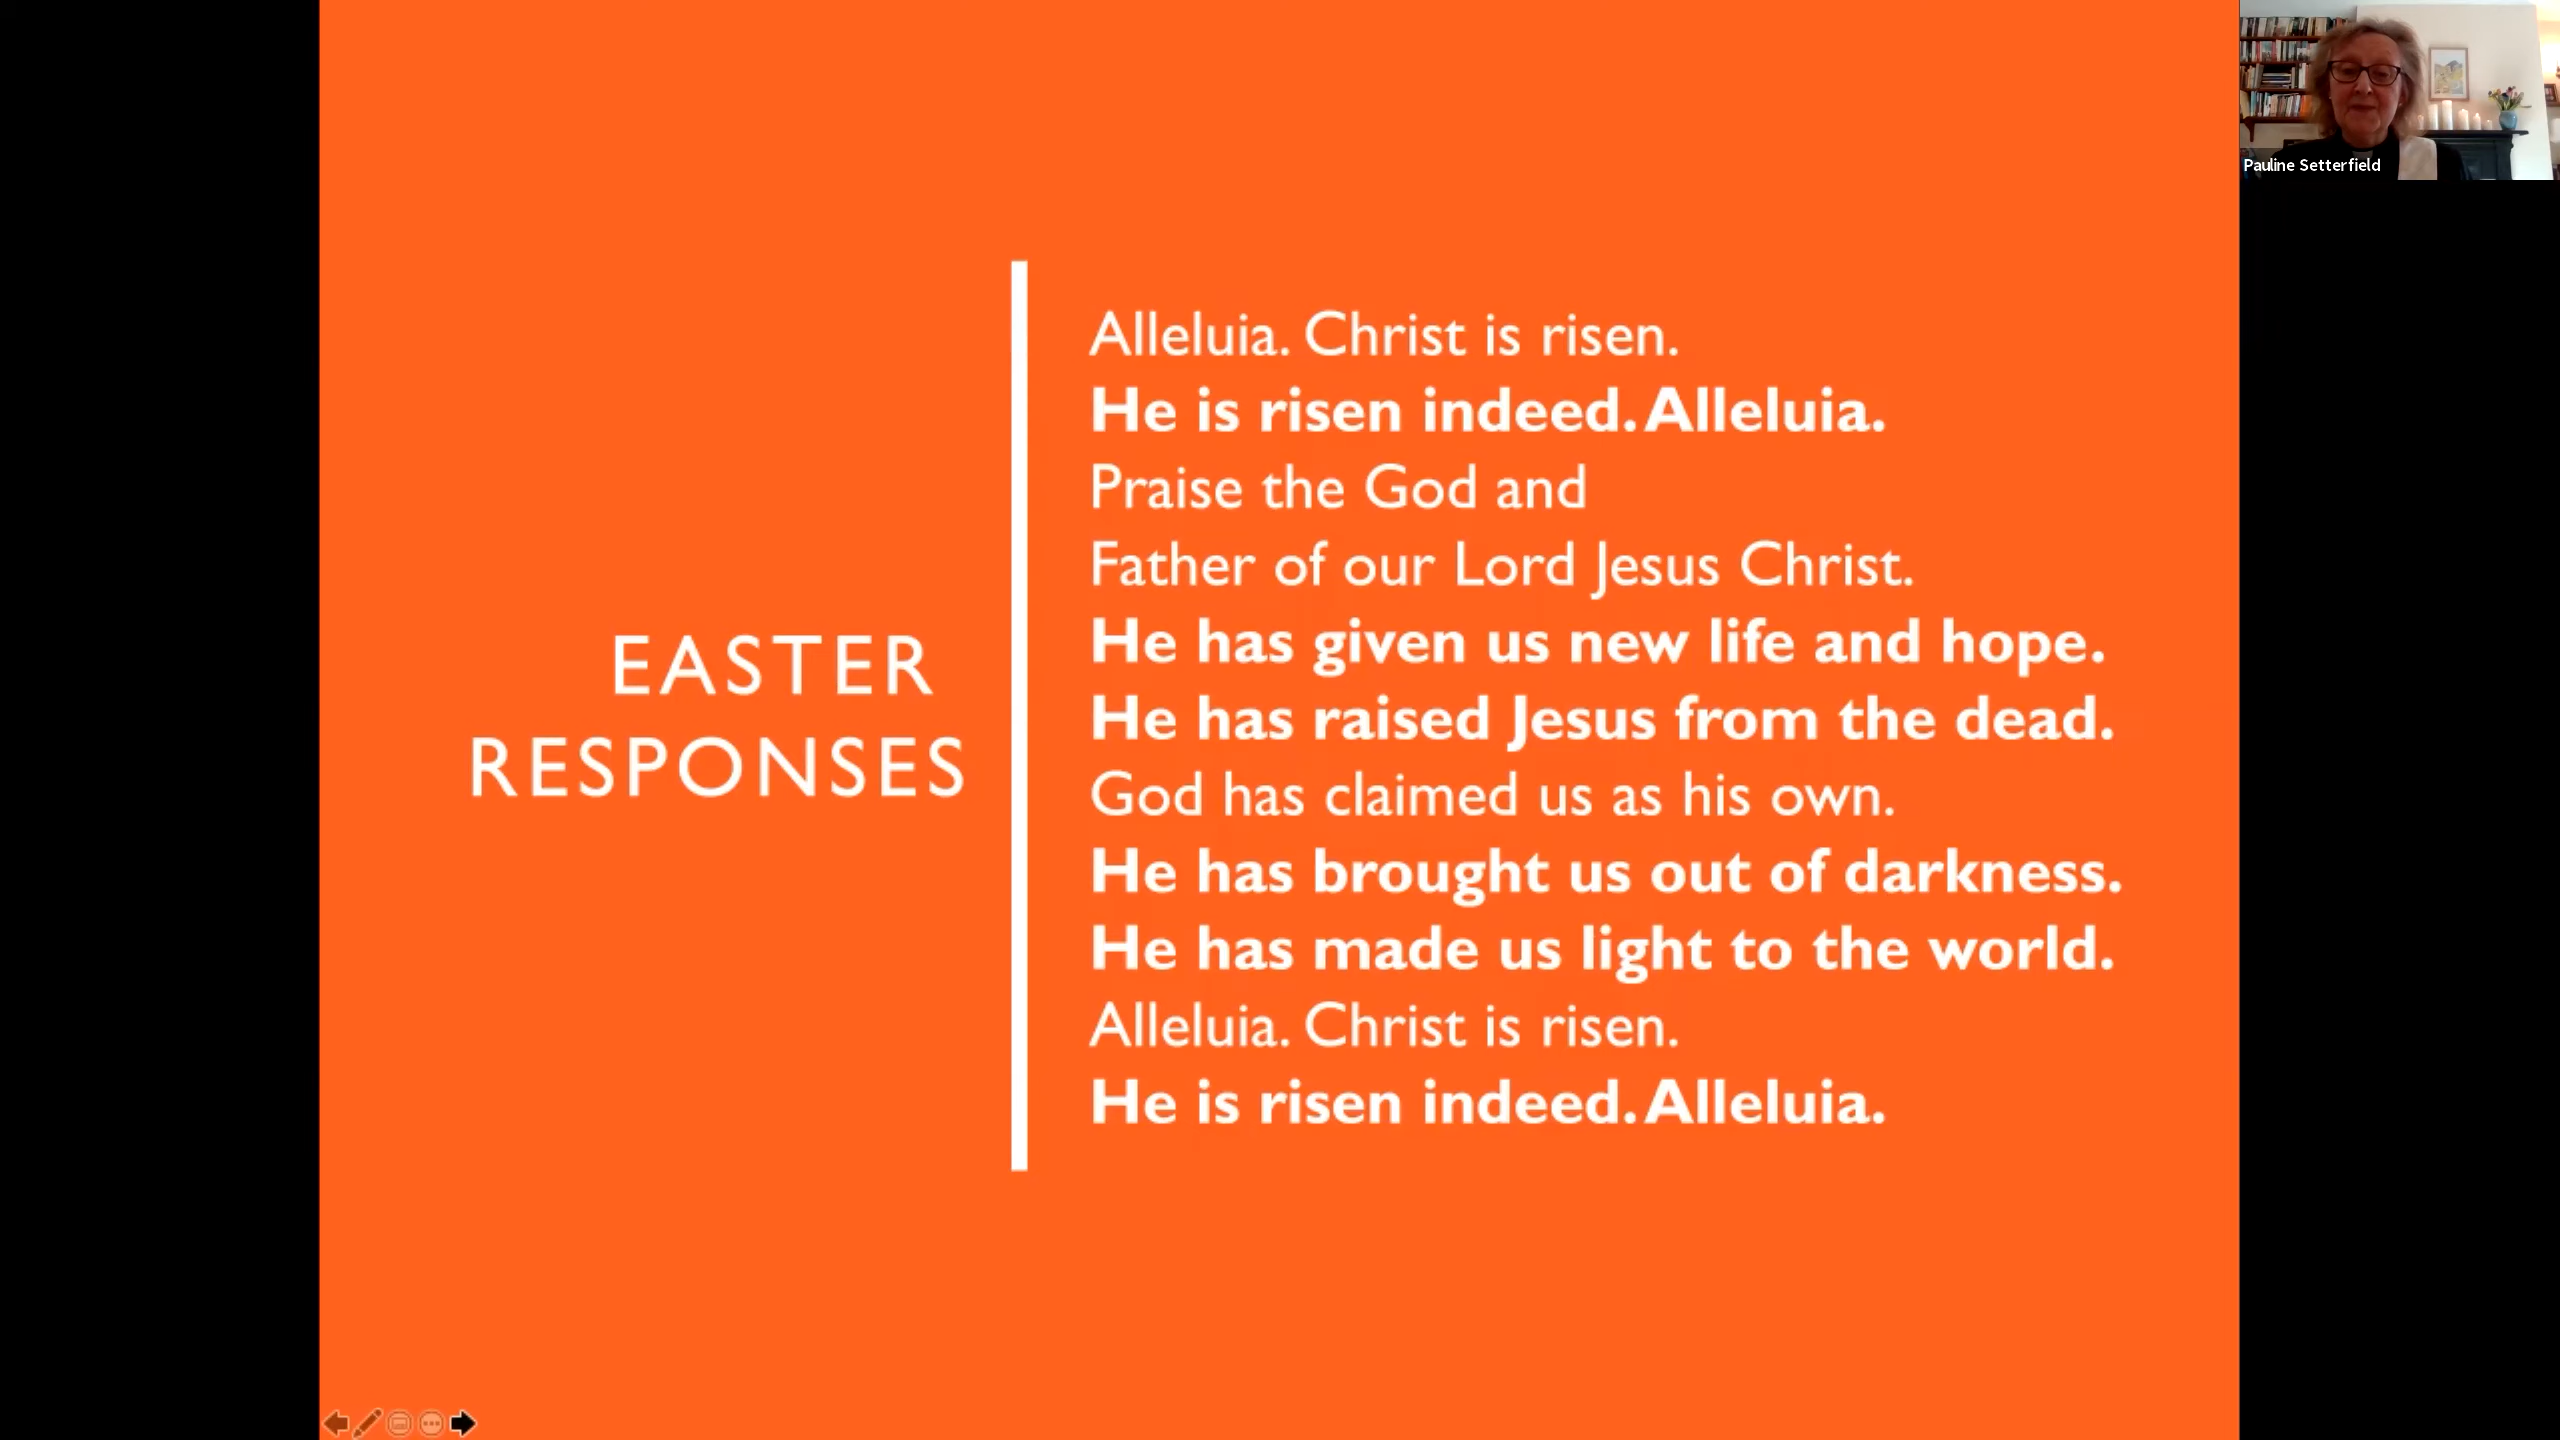 EASTER
RESPONSES
Alleluia. Christ is risen.
He is risen indeed. Alleluia.
Praise the God and
Father of our Lord Jesus Christ.
He has given us new life and hope.
He has raised Jesus from the dead.
God has claimed us as his own.
He has brought us out of darkness.
He has made us light to the world.
Alleluia. Christ is risen.
He is risen indeed. Alleluia.
Pauline Setterfield